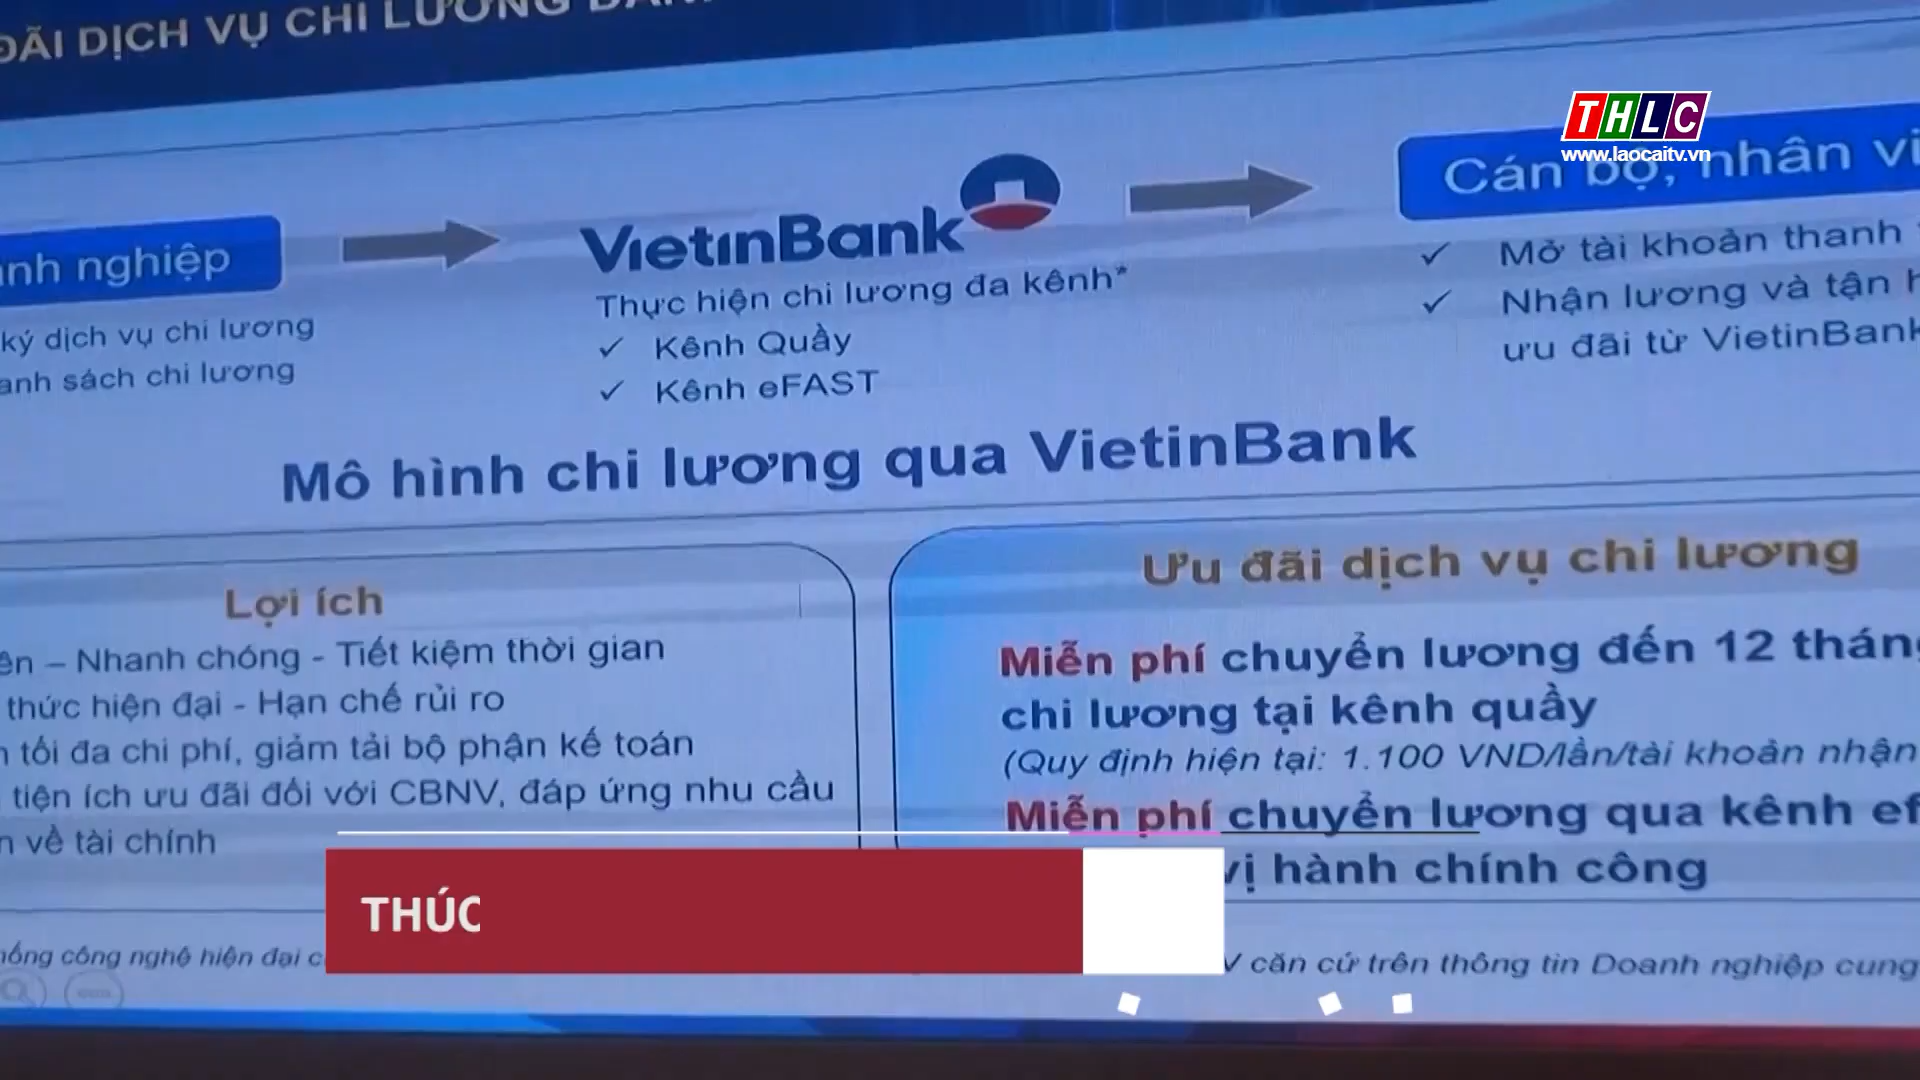 ĐÃI DỊCH VỤ CHI LƯƠNG
THLC
www.laocaitv.vn
Cán bộ, nhân
VietinBank
nghiệp
Thực hiện chi lương đa kênh*
✓ Kênh Quầy
✓ Kênh eFAST
ký dịch vụ chi lương
sách chi lương
✓ Mở tài khoản thanh
✓ Nhận lương và tận
ưu đãi từ VietinBank
Mô hình chi lương qua VietinBank
Lợi ích
– Nhanh chóng - Tiết kiệm thời gian
thức hiện đại - Hạn chế rủi ro
tối đa chi phí, giảm tải bộ phận kế toán
tiện ích ưu đãi đối với CBNV, đáp ứng nhu cầu
về tài chính
Ưu đãi dịch vụ chi lương
Miễn phí chuyển lương đến 12 tháng
chi lương tại kênh quầy
(Quy định hiện tại: 1.100 VND/lần/tài khoản nhận
Miễn phí chuyển lương qua kênh
vị hành chính công
THÚC
công nghệ hiện đại
căn cứ trên thông tin Doanh nghiệp cung